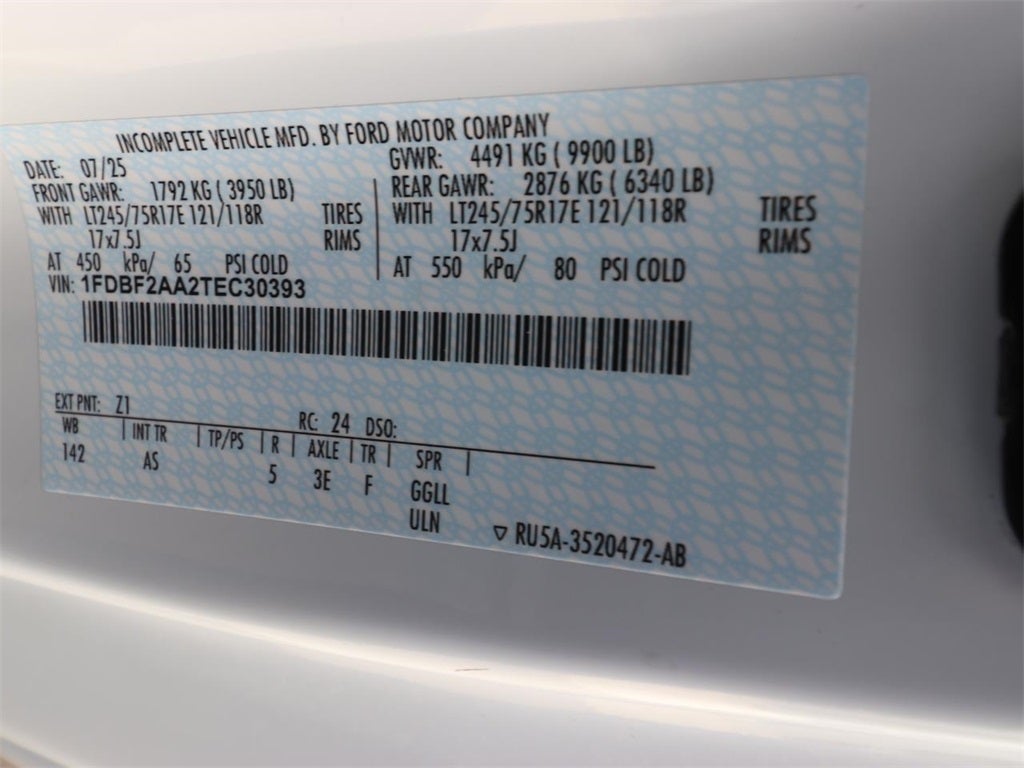 INCOMPLETE VEHICLE MFD. BY FORD MOTOR COMPANY
DATE: 07/25 GVWR: 4491 KG ( 9900 LB)
FRONT GAWR: 1792 KG ( 3950 LB) REAR GAWR: 2876 KG ( 6340 LB)
WITH LT245/75R17E 121/118R TIRES WITH LT245/75R17E 121/118R TIRES
17x7.5J RIMS 17x7.5J RIMS
AT 450 kPa/ 65 PSI COLD AT 550 kPa/ 80 PSI COLD
VIN: 1FDBF2AA2TEC30393
EXT PNT: Z1 RC: 24 DSO:
WB INT TR TP/PS R AXLE TR SPR
142 AS 5 3E F GGLL
ULN RU5A-3520472-AB